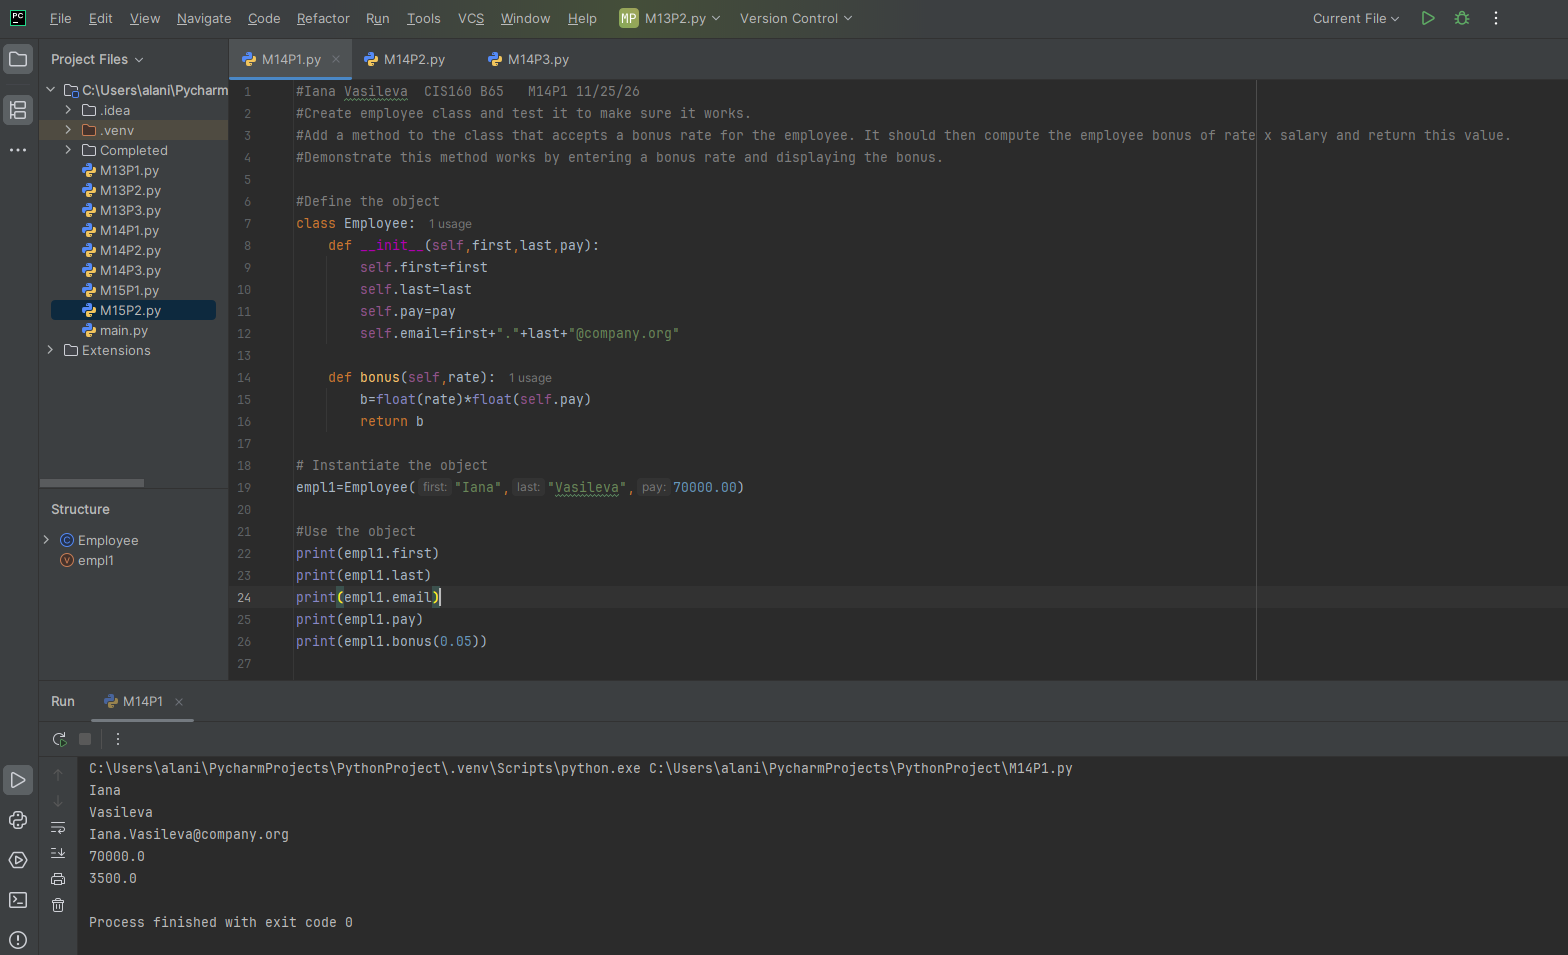 PC File Edit View Navigate Code Refactor Run Tools VCS Window Help MP M13P2.py Version Control Current File
Project Files
C:\Users\alani\Pycharm
.idea
.venv
Completed
M13P1.py
M13P2.py
M13P3.py
M14P1.py
M14P2.py
M14P3.py
M15P1.py
M15P2.py
main.py
Extensions
Structure
Employee
empl1
M14P1.py M14P2.py M14P3.py
1 #Iana Vasileva  CIS160 B65   M14P1 11/25/26
2 #Create employee class and test it to make sure it works.
3 #Add a method to the class that accepts a bonus rate for the employee. It should then compute the employee bonus of rate x salary and return this value.
4 #Demonstrate this method works by entering a bonus rate and displaying the bonus.
5
6 #Define the object
7 class Employee: 1 usage
8     def __init__(self,first,last,pay):
9         self.first=first
10         self.last=last
11         self.pay=pay
12         self.email=first+"."+last+"@company.org"
13
14     def bonus(self,rate): 1 usage
15         b=float(rate)*float(self.pay)
16         return b
17
18 # Instantiate the object
19 empl1=Employee( first: "Iana", last: "Vasileva", pay: 70000.00)
20
21 #Use the object
22 print(empl1.first)
23 print(empl1.last)
24 print(empl1.email)
25 print(empl1.pay)
26 print(empl1.bonus(0.05))
27
Run M14P1
C:\Users\alani\PycharmProjects\PythonProject\.venv\Scripts\python.exe C:\Users\alani\PycharmProjects\PythonProject\M14P1.py
Iana
Vasileva
Iana.Vasileva@company.org
70000.0
3500.0
Process finished with exit code 0